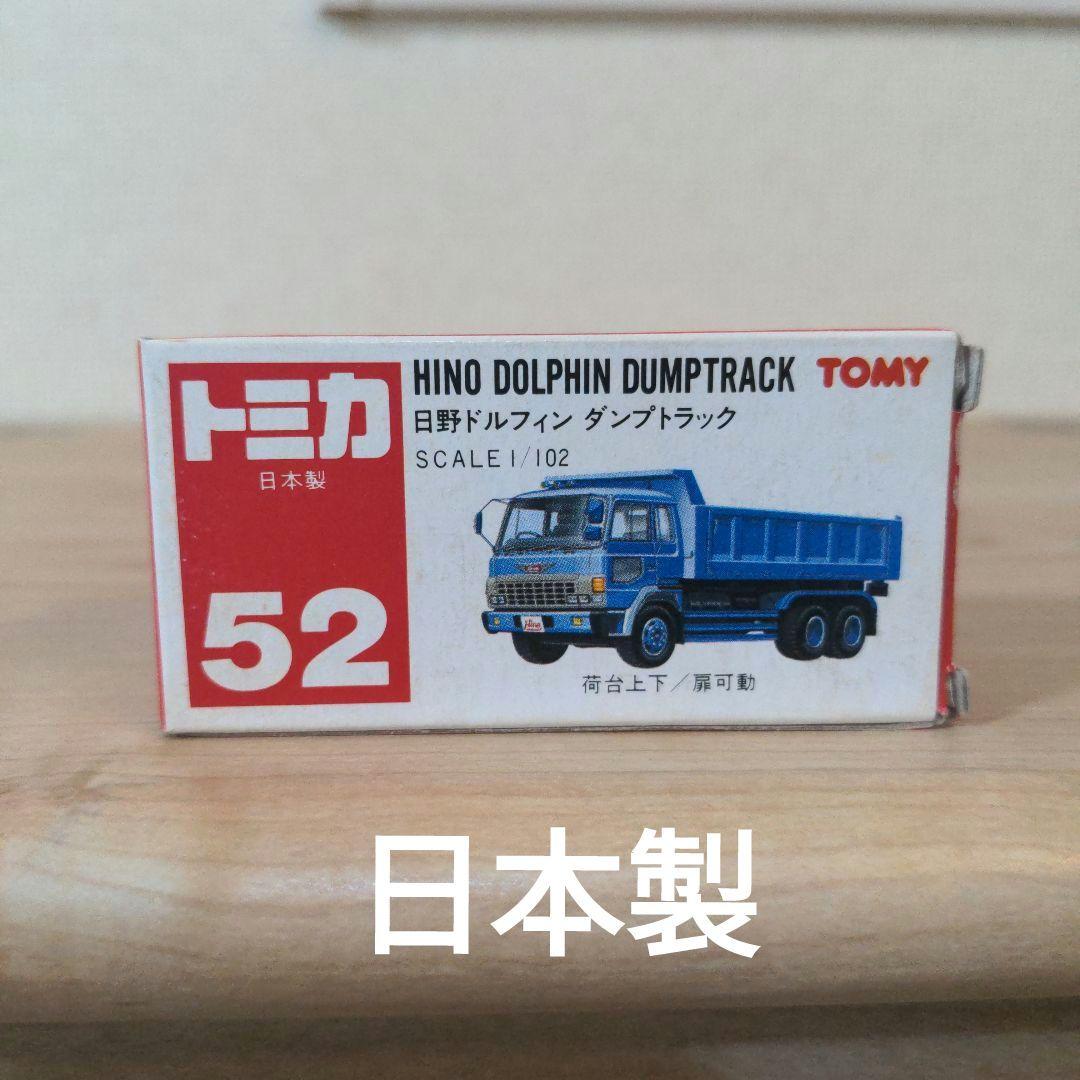 トミカ
日本製
52
HINO DOLPHIN DUMPTRACK TOMY
日野ドルフィン ダンプトラック
SCALE 1/102
Hino
荷台上下/扉可動
日本製